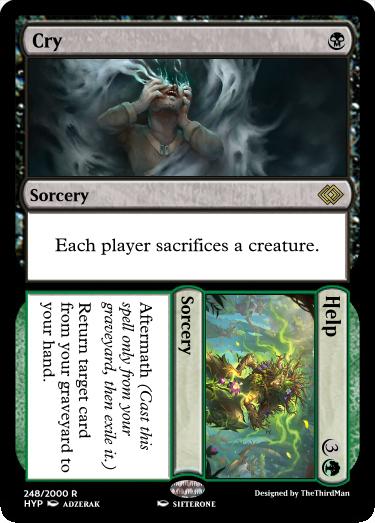 Cry
Sorcery
Each player sacrifices a creature.
Help
3
Sorcery
Aftermath (Cast this
spell only from your
graveyard, then exile it.)
Return target card
from your graveyard to
your hand.
248/2000 R
HYP ADZERAK
SIFTERONE
Designed by TheThirdMan